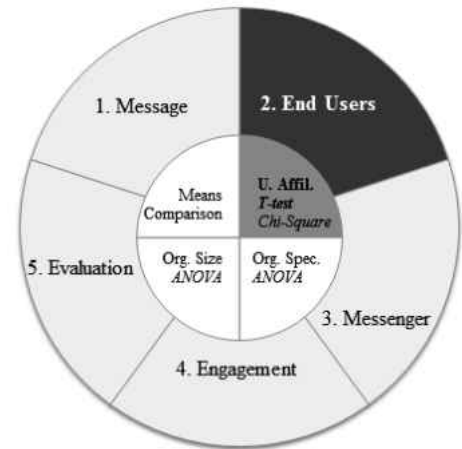 1. Message
2. End Users
Means
Comparison
U. Affil.
T-test
Chi-Square
Org. Size
ANOVA
Org. Spec.
ANOVA
5. Evaluation
3. Messenger
4. Engagement